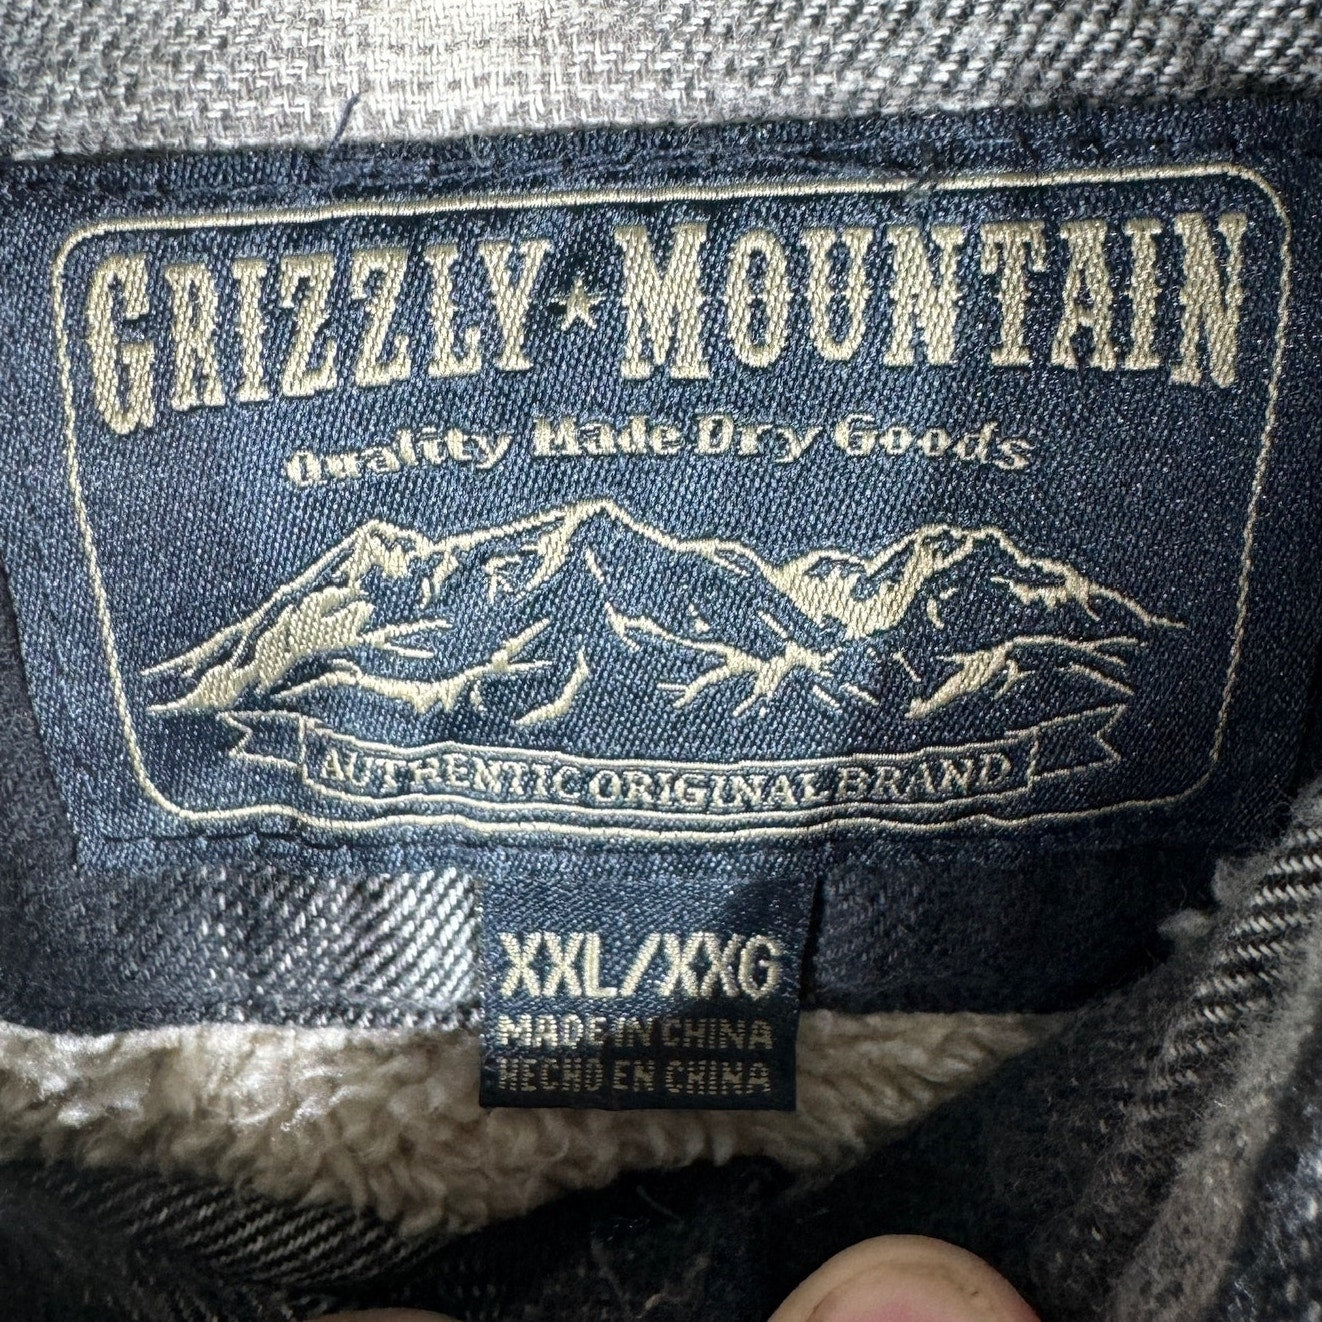 GRIZZLY MOUNTAIN
Quality Made Dry Goods
AUTHENTIC ORIGINAL BRAND
XXL/XXG
MADE IN CHINA
HECHO EN CHINA